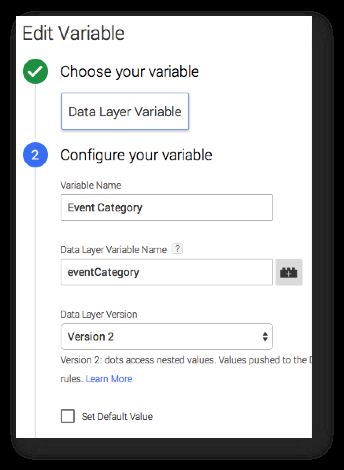 Edit Variable
Choose your variable
Data Layer Variable
2
Configure your variable
Variable Name
Event Category
Data Layer Variable Name ?
eventCategory
Data Layer Version
Version 2
Version 2: dots access nested values. Values pushed to the
rules. Learn More
Set Default Value